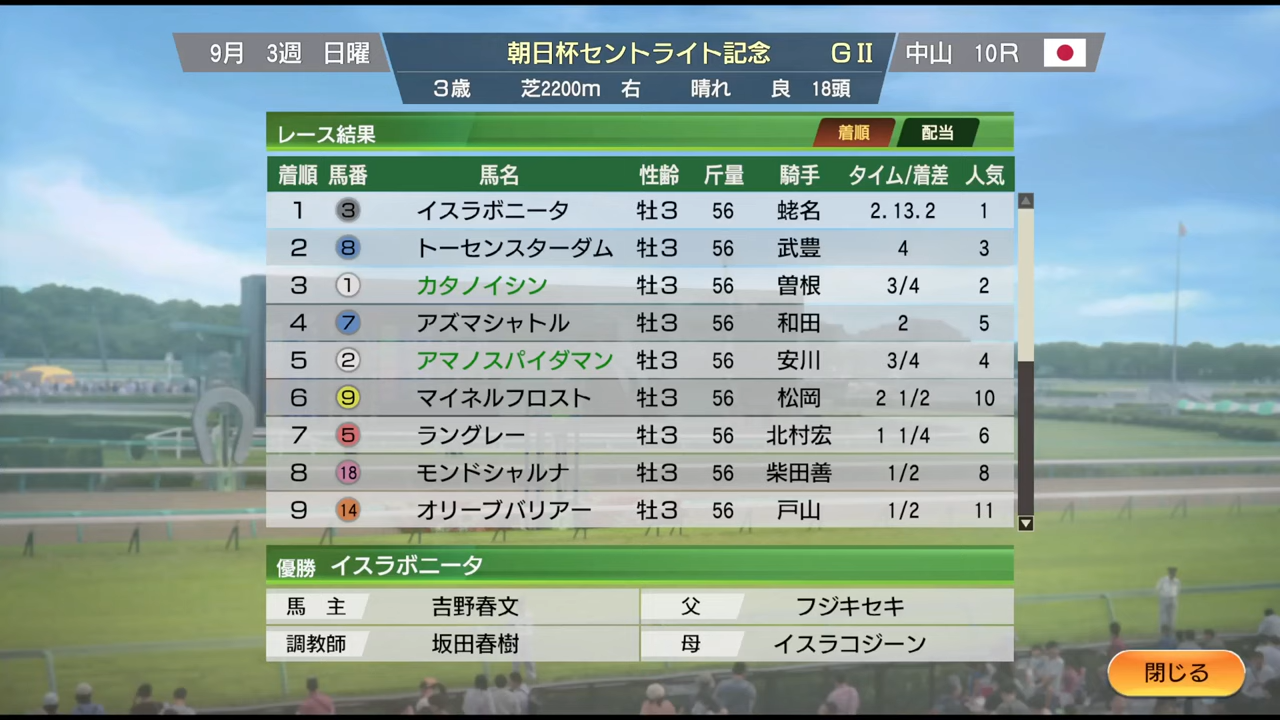 9月 3週 日曜 朝日杯セントライト記念 GⅡ 中山 10R
3歳 芝2200m 右 晴れ 良 18頭
レース結果 着順 配当
着順 馬番 馬名 性齢 斤量 騎手 タイム/着差 人気
1 3 イスラボニータ 牡3 56 蛯名 2.13.2 1
2 8 トーセンスターダム 牡3 56 武豊 4 3
3 1 カタノイシン 牡3 56 曽根 3/4 2
4 7 アズマシャトル 牡3 56 和田 2 5
5 2 アマノスパイダマン 牡3 56 安川 3/4 4
6 9 マイネルフロスト 牡3 56 松岡 2 1/2 10
7 5 ラングレー 牡3 56 北村宏 1 1/4 6
8 18 モンドシャルナ 牡3 56 柴田善 1/2 8
9 14 オリーブバリアー 牡3 56 戸山 1/2 11
優勝 イスラボニータ
馬主 吉野春文 父 フジキセキ
調教師 坂田春樹 母 イスラコジーン
閉じる